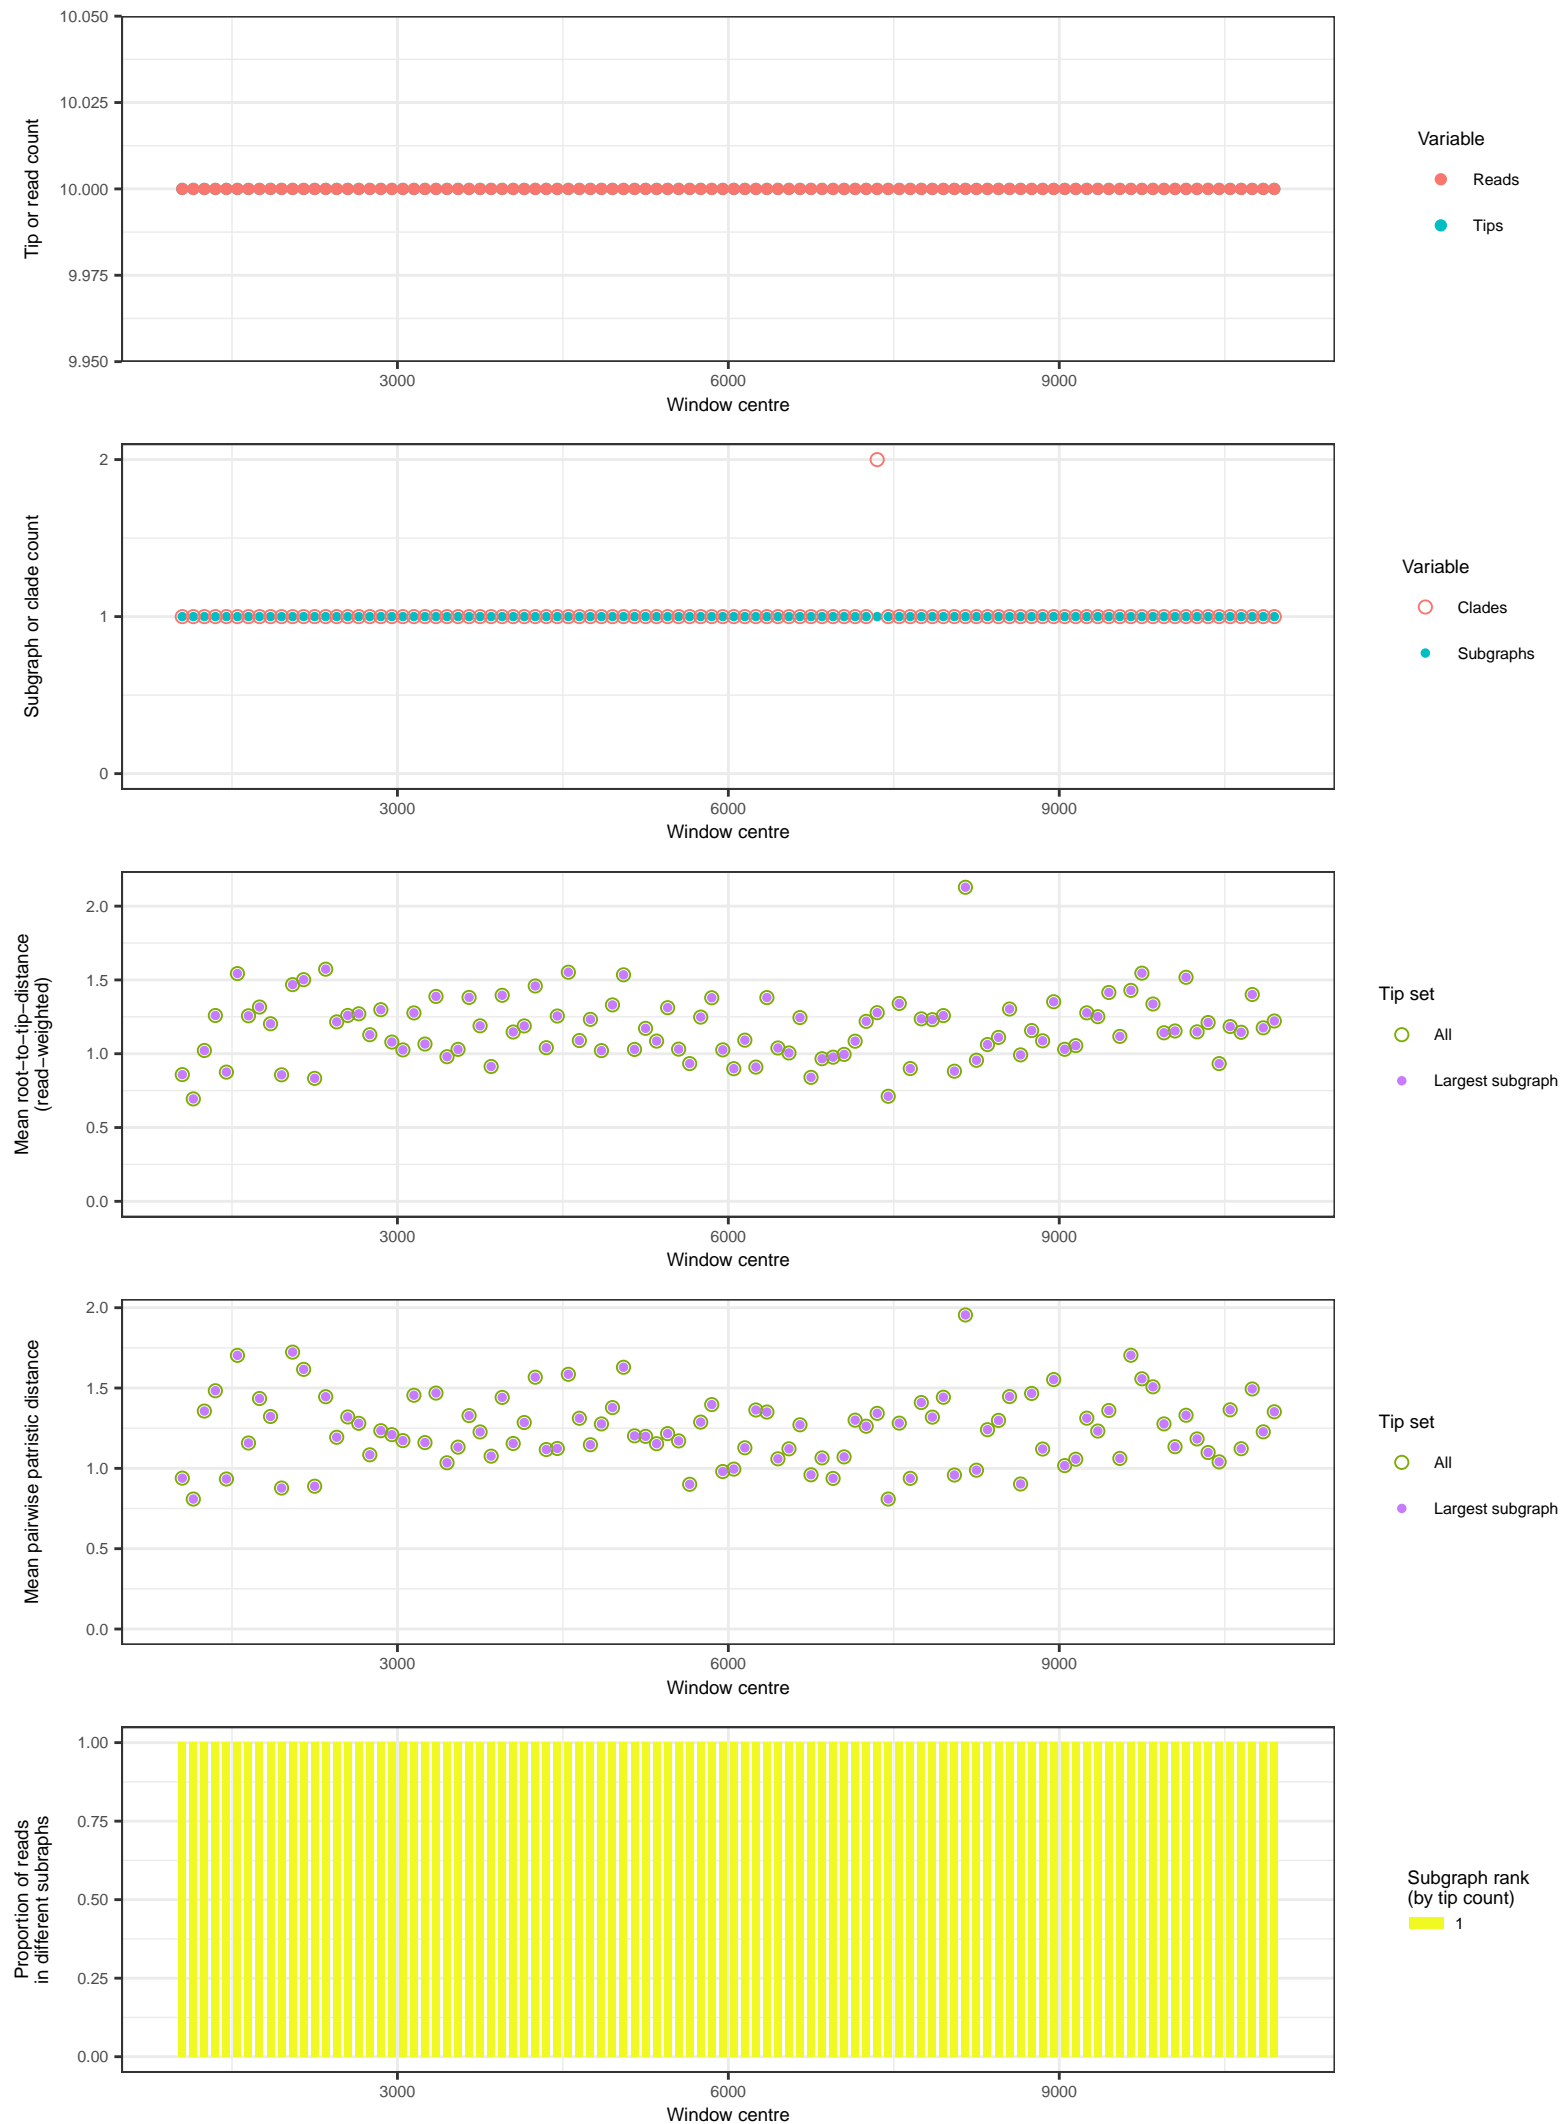 10.050
10.025
10.000
9.975
9.950
Tip or read count
3000
6000
9000
Window centre
Variable
Reads
Tips
2
1
0
Subgraph or clade count
3000
6000
9000
Window centre
Variable
Clades
Subgraphs
2.0
1.5
1.0
0.5
0.0
Mean root−to−tip−distance
(read−weighted)
3000
6000
9000
Window centre
Tip set
All
Largest subgraph
2.0
1.5
1.0
0.5
0.0
Mean pairwise patristic distance
3000
6000
9000
Window centre
Tip set
All
Largest subgraph
1.00
0.75
0.50
0.25
0.00
Proportion of reads
in different subraphs
3000
6000
9000
Window centre
Subgraph rank
(by tip count)
1